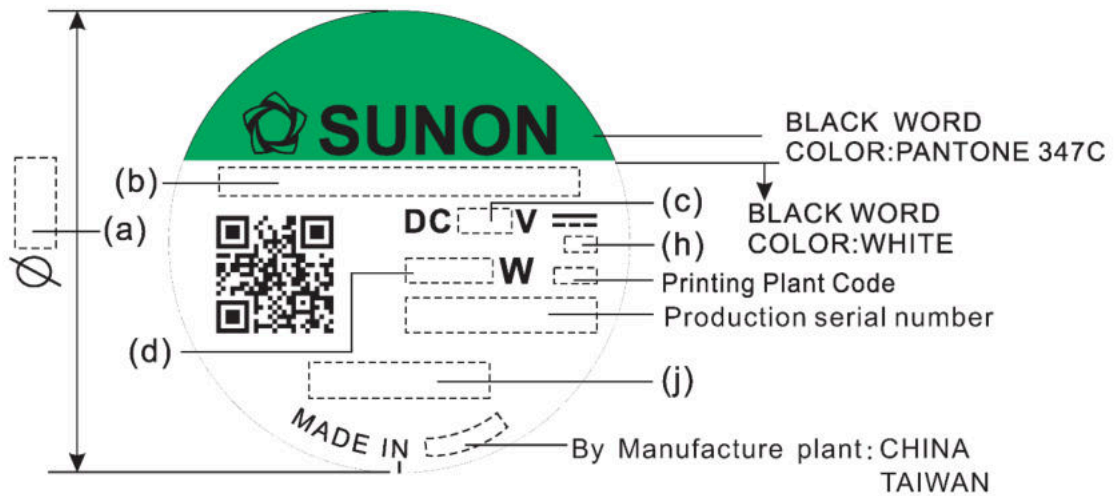 SUNON
BLACK WORD
COLOR:PANTONE 347C
(b)
(a)
Ø
DC V
(c)
BLACK WORD
COLOR:WHITE
(h)
W
Printing Plant Code
Production serial number
(d)
(j)
MADE IN
By Manufacture plant: CHINA
TAIWAN